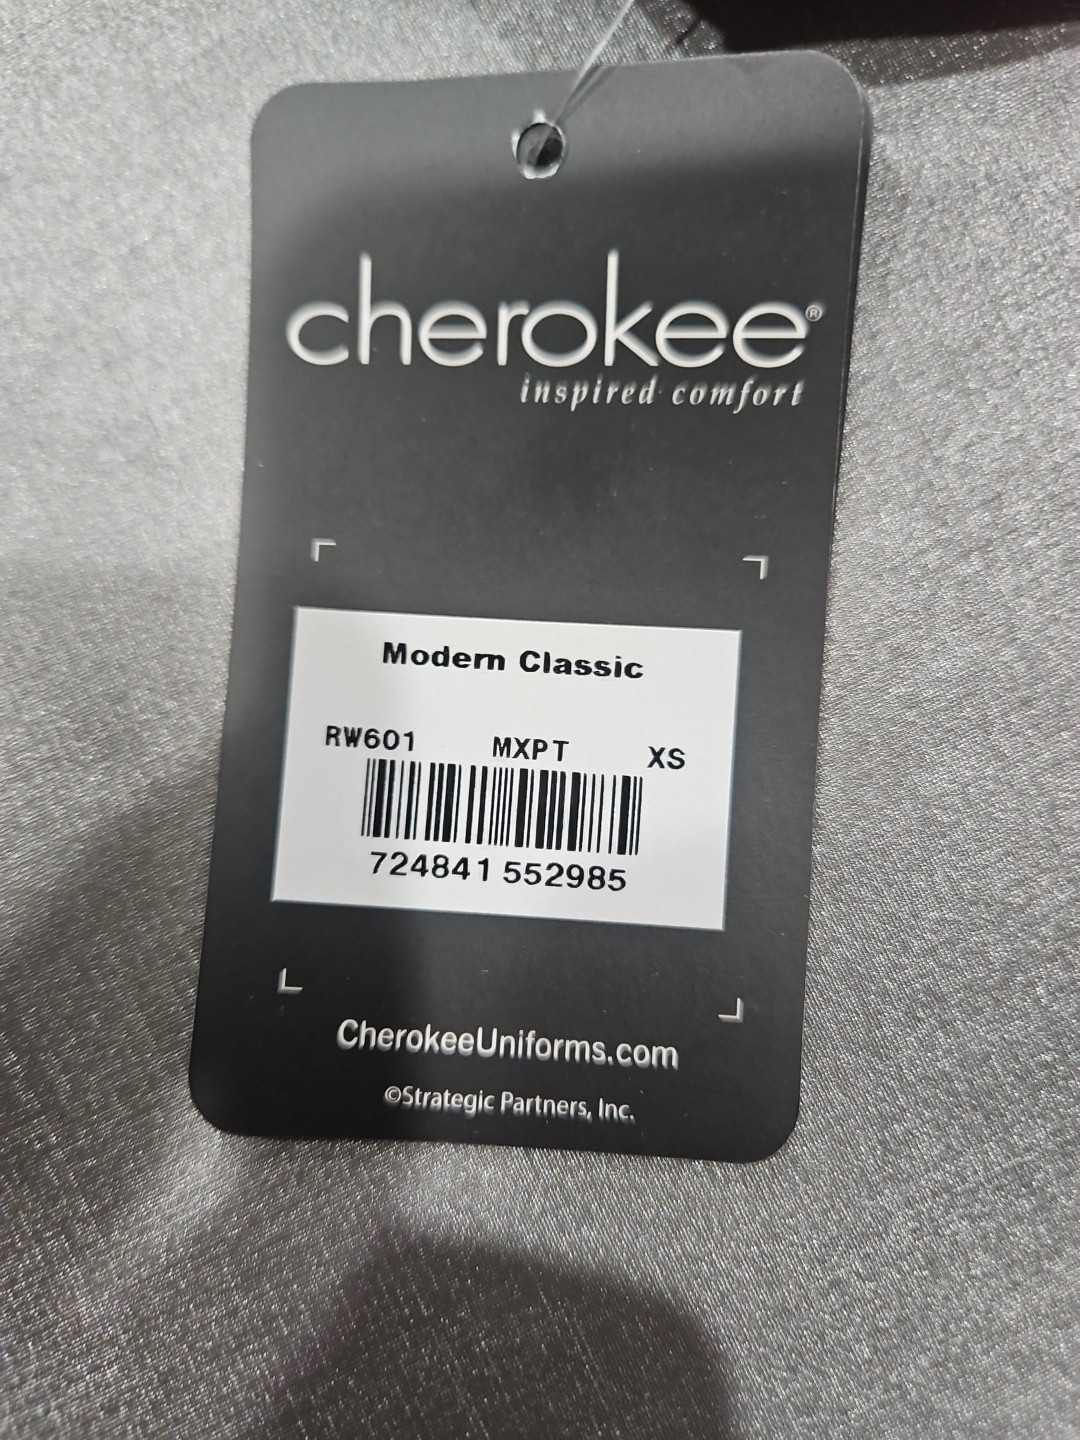 cherokee®
inspired comfort
Modern Classic
RW601 MXPT XS
724841 552985
CherokeeUniforms.com
©Strategic Partners, Inc.